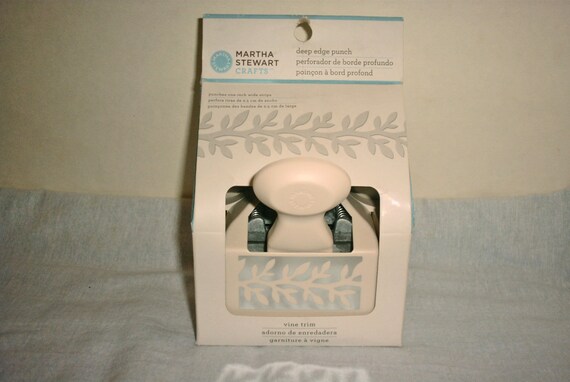 MARTHA
STEWART
CRAFTS™
deep edge punch
perforador de borde profundo
poinçon à bord profond
vine trim
adorno de enredadera
garniture à vigne